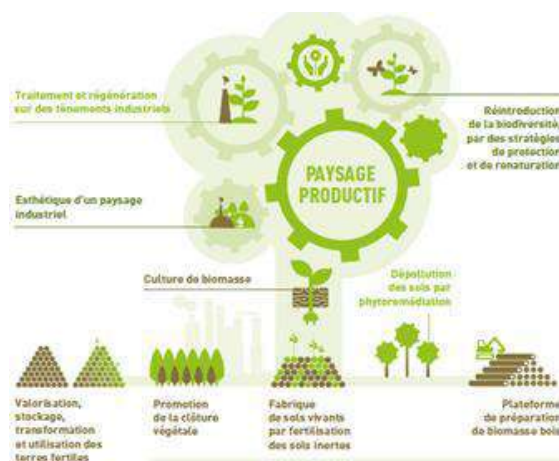 Traitement et régénération
sur des tènements industriels
PAYSAGE
PRODUCTIF
Réintroduction
de la biodiversité
par des stratégies
de protection
et de renaturation
Esthétique d'un paysage
industriel
Culture de biomasse
Dépollution
des sols par
phytoremédiation
Valorisation,
stockage,
transformation
et utilisation des
terres fertiles
Promotion
de la clôture
végétale
Fabrique
de sols vivants
par fertilisation
des sols inertes
Plateforme
de préparation
de biomasse bois